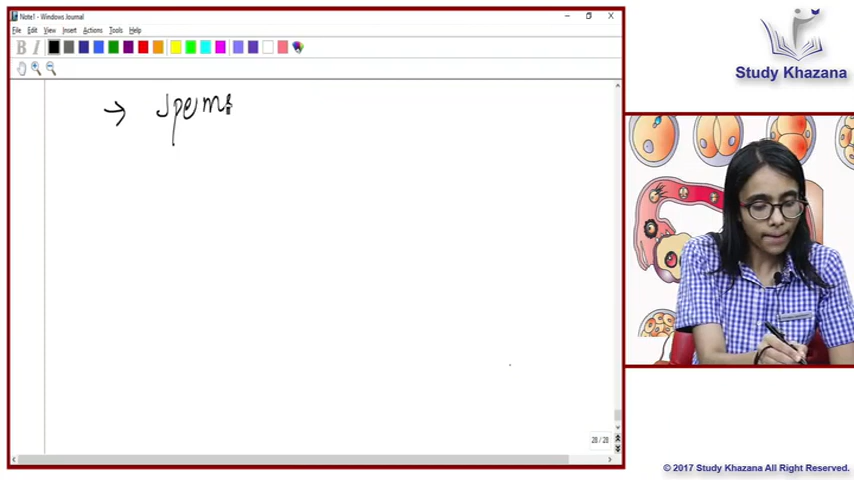 Note1 - Windows Journal
File Edit View Insert Actions Tools Help
B I
Study Khazana
→ sperms
28 / 28
© 2017 Study Khazana All Right Reserved.